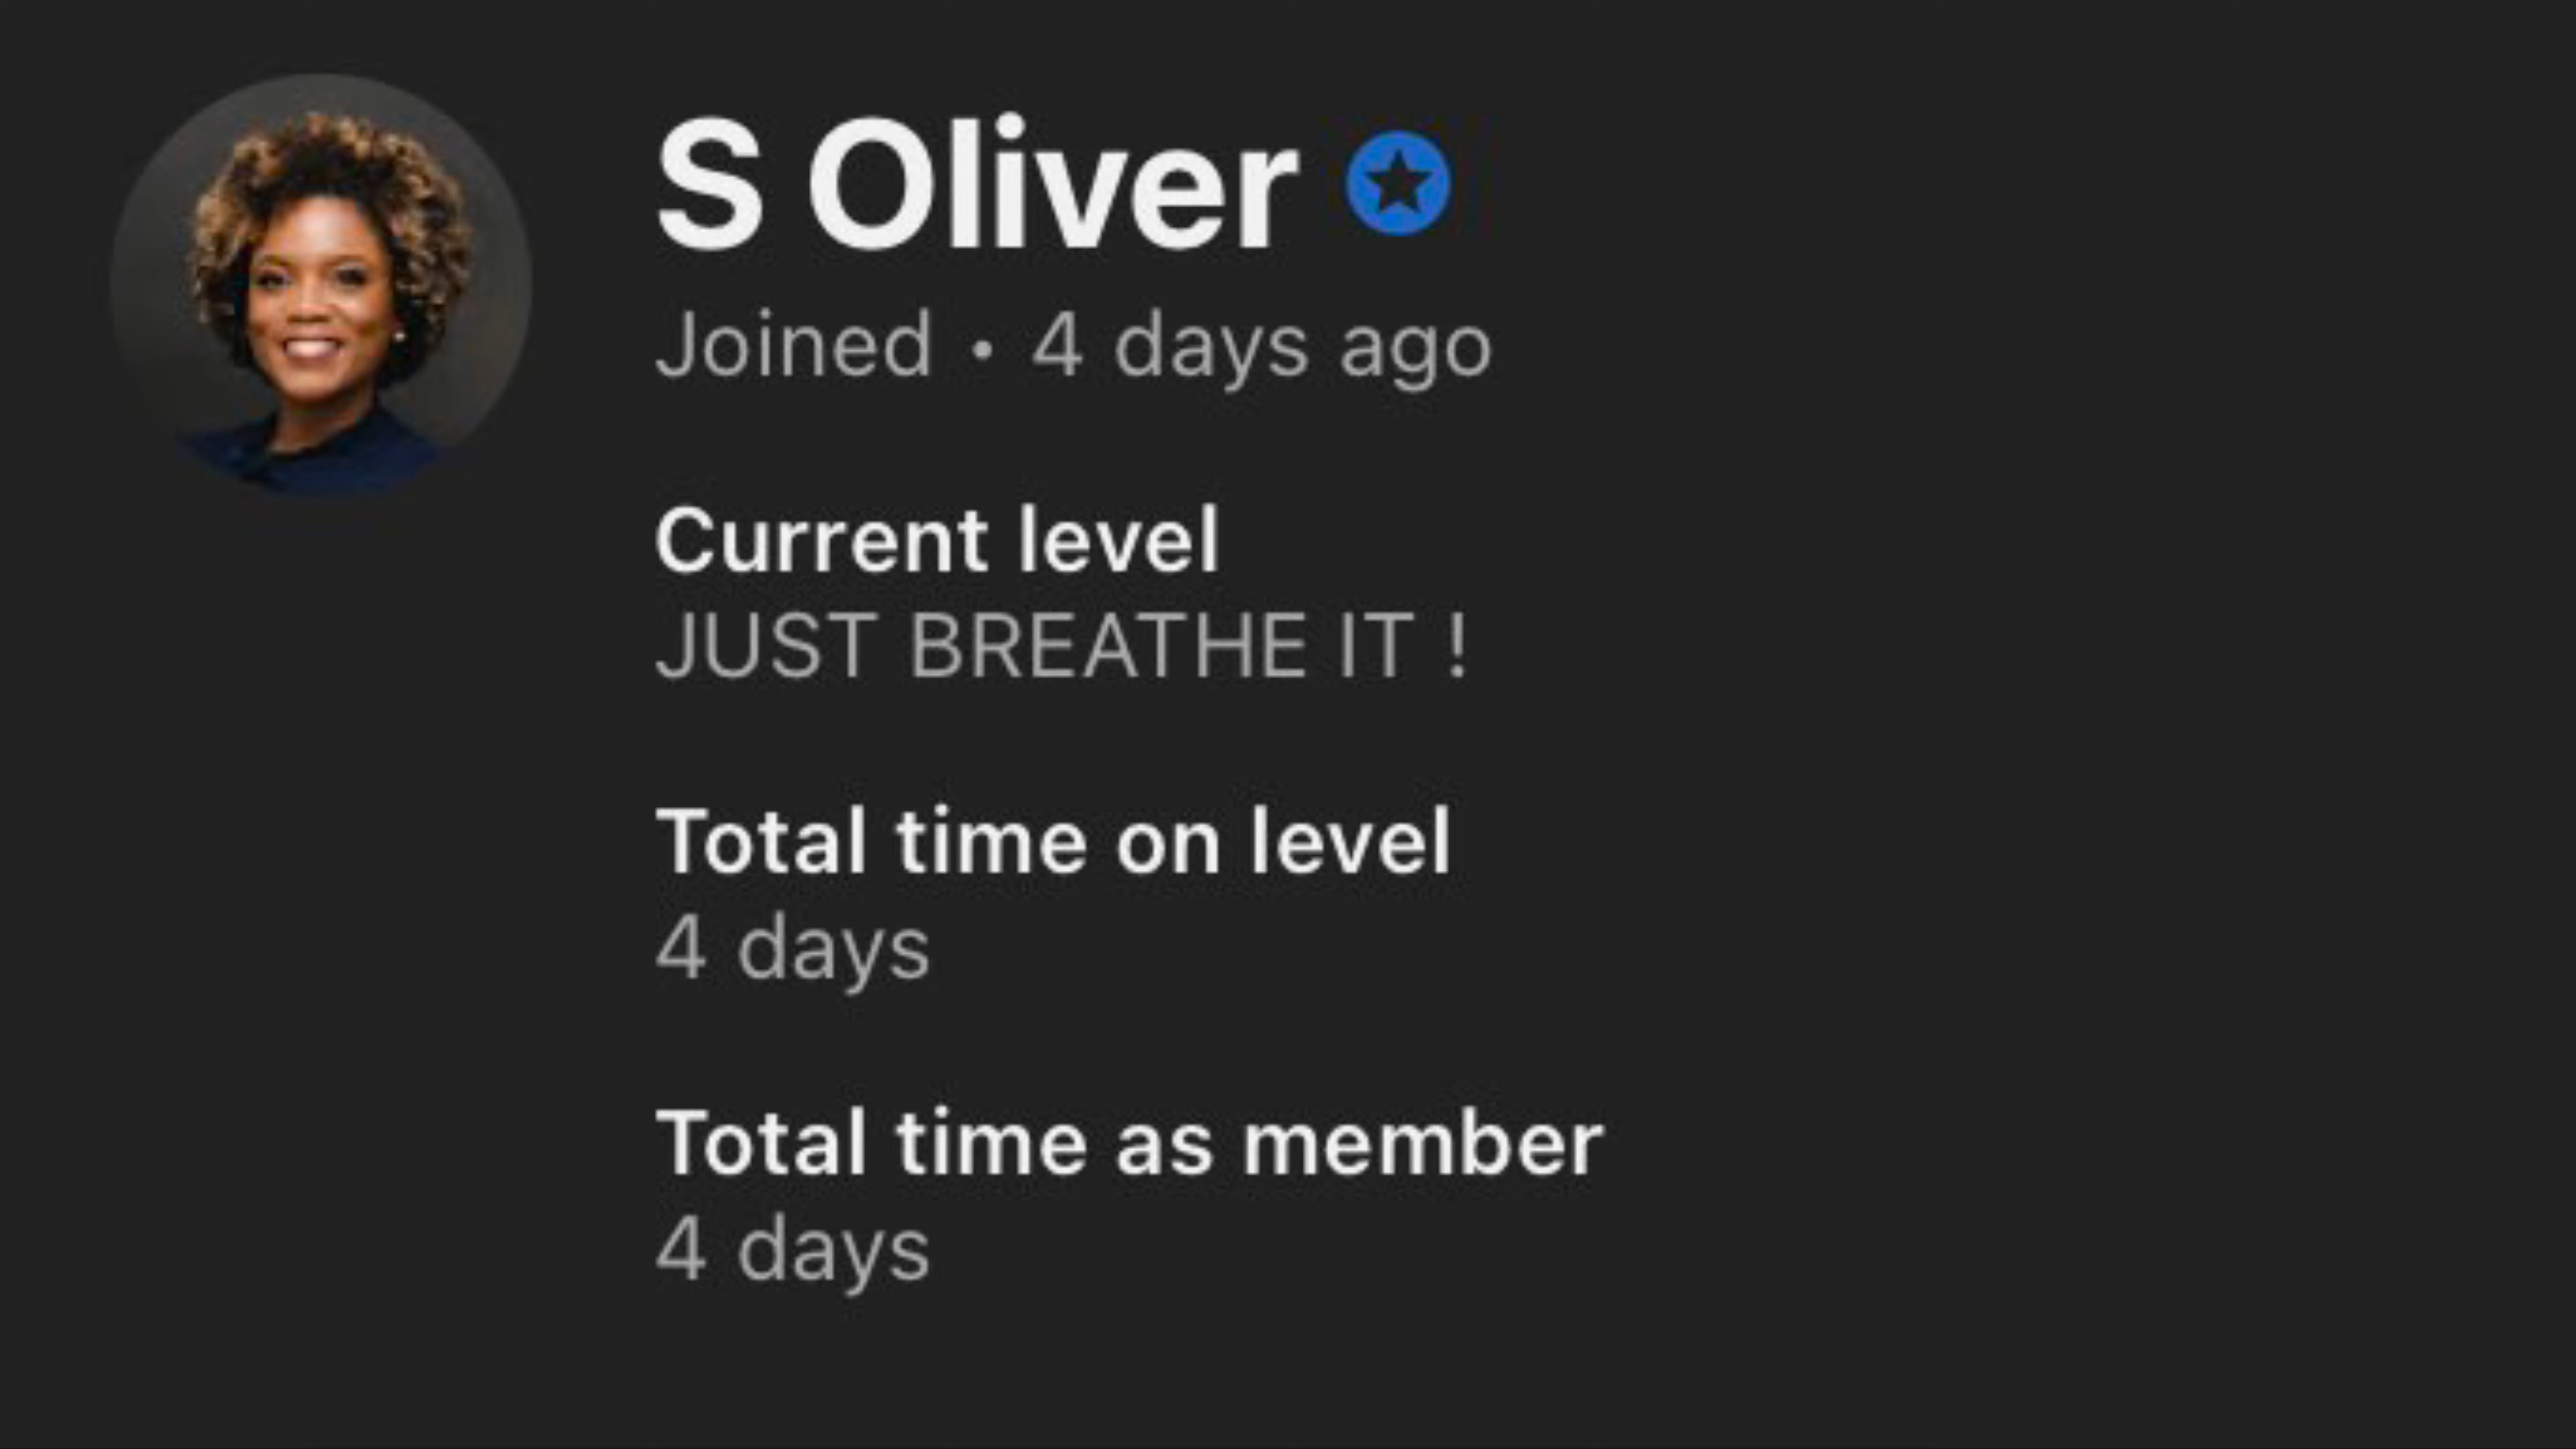 S Oliver
Joined • 4 days ago
Current level
JUST BREATHE IT !
Total time on level
4 days
Total time as member
4 days